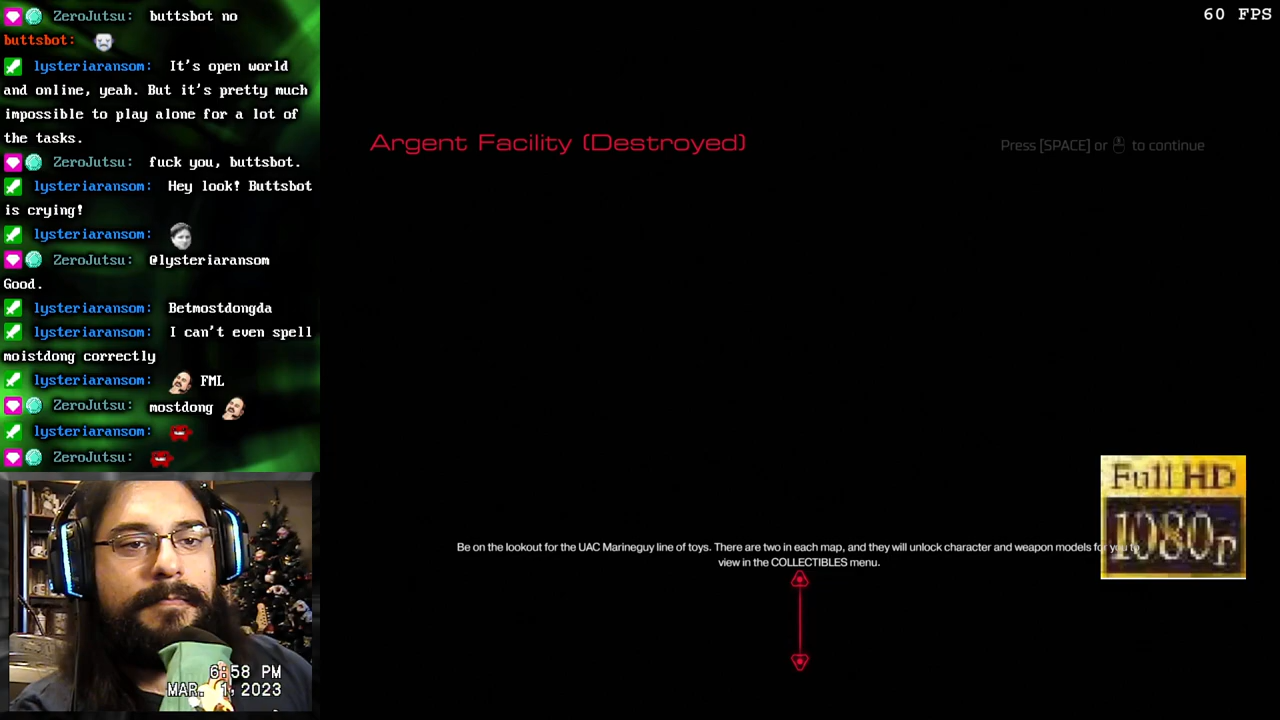 ZeroJutsu: buttsbot no
buttsbot:
lysteriaransom: It's open world
and online, yeah. But it's pretty much
impossible to play alone for a lot of
the tasks.
ZeroJutsu: fuck you, buttsbot.
lysteriaransom: Hey look! Buttsbot
is crying!
lysteriaransom:
ZeroJutsu: @lysteriaransom
Good.
lysteriaransom: Betmostdongda
lysteriaransom: I can't even spell
moistdong correctly
lysteriaransom: FML
ZeroJutsu: mostdong
lysteriaransom:
ZeroJutsu:
6:58 PM
MAR. 1, 2023
60 FPS
Argent Facility (Destroyed)
Press [SPACE] or to continue
Full HD
1080p
Be on the lookout for the UAC Marineguy line of toys. There are two in each map, and they will unlock character and weapon models for you to
view in the COLLECTIBLES menu.